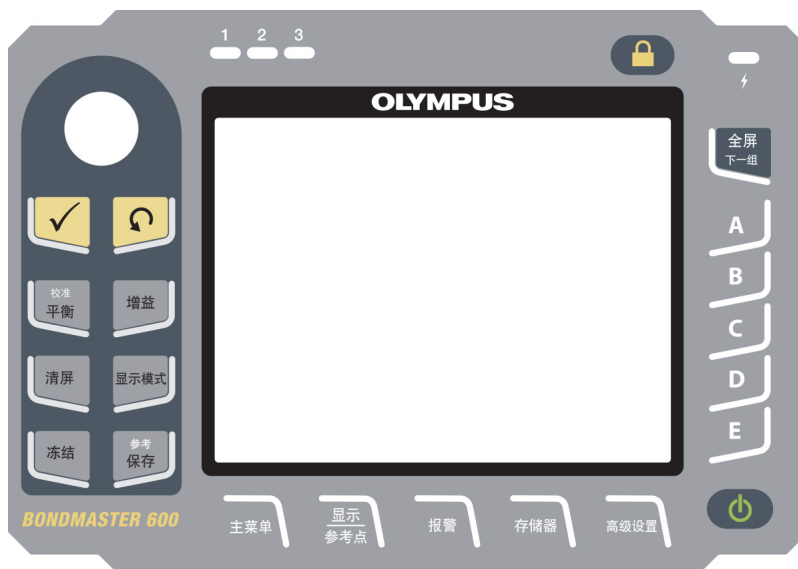 1 2 3
OLYMPUS
全屏
下一组
A
B
C
D
E
校准
平衡
增益
清屏
显示模式
冻结
参考
保存
BONDMASTER 600
主菜单
显示
参考点
报警
存储器
高级设置